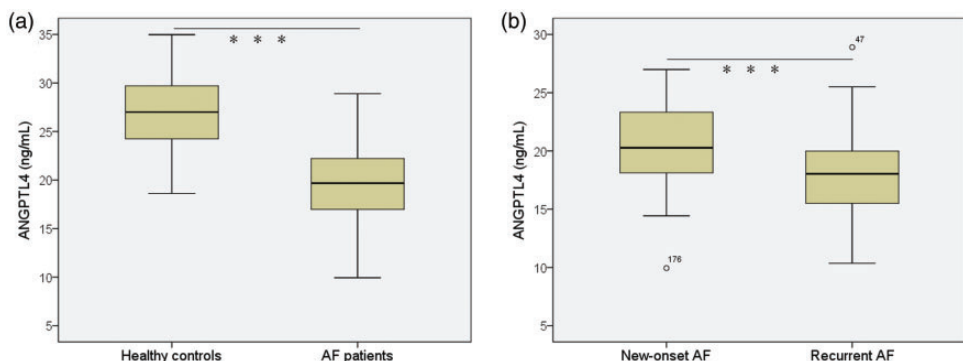 (a)
* * *
ANGPTL4 (ng/mL)
35
30
25
20
15
10
5
Healthy controls AF patients
(b)
47
* * *
ANGPTL4 (ng/mL)
30
25
20
15
10
5
176
New-onset AF Recurrent AF